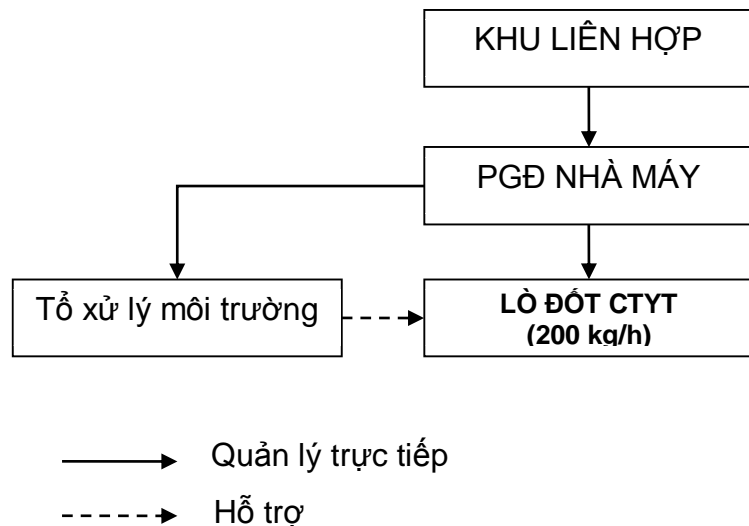 KHU LIÊN HỢP
PGĐ NHÀ MÁY
Tổ xử lý môi trường
LÒ ĐỐT CTYT
(200 kg/h)
Quản lý trực tiếp
Hỗ trợ